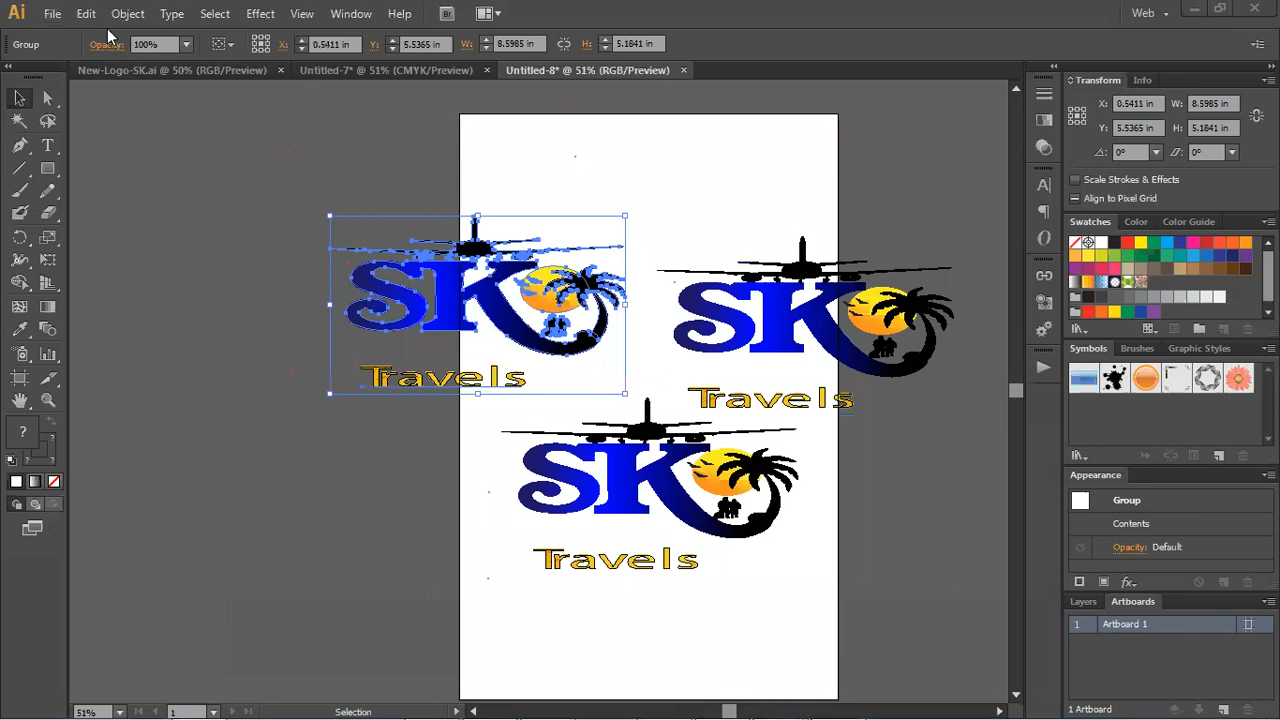 Ai File Edit Object Type Select Effect View Window Help Br Web
Group Opacity: 100% X: 0.5411 in Y: 5.5365 in W: 8.5985 in H: 5.1841 in
New-Logo-SK.ai @ 50% (RGB/Preview) × Untitled-7* @ 51% (CMYK/Preview) × Untitled-8* @ 51% (RGB/Preview) ×
Transform Info
X: 0.5411 in W: 8.5985 in
Y: 5.5365 in H: 5.1841 in
0° 0°
Scale Strokes & Effects
Align to Pixel Grid
Swatches Color Color Guide
SK
Travels
SK
Travels
SK
Travels
Symbols Brushes Graphic Styles
Appearance
Group
Contents
Opacity: Default
fx
Layers Artboards
1 Artboard 1
1 Artboard
51% 1 Selection